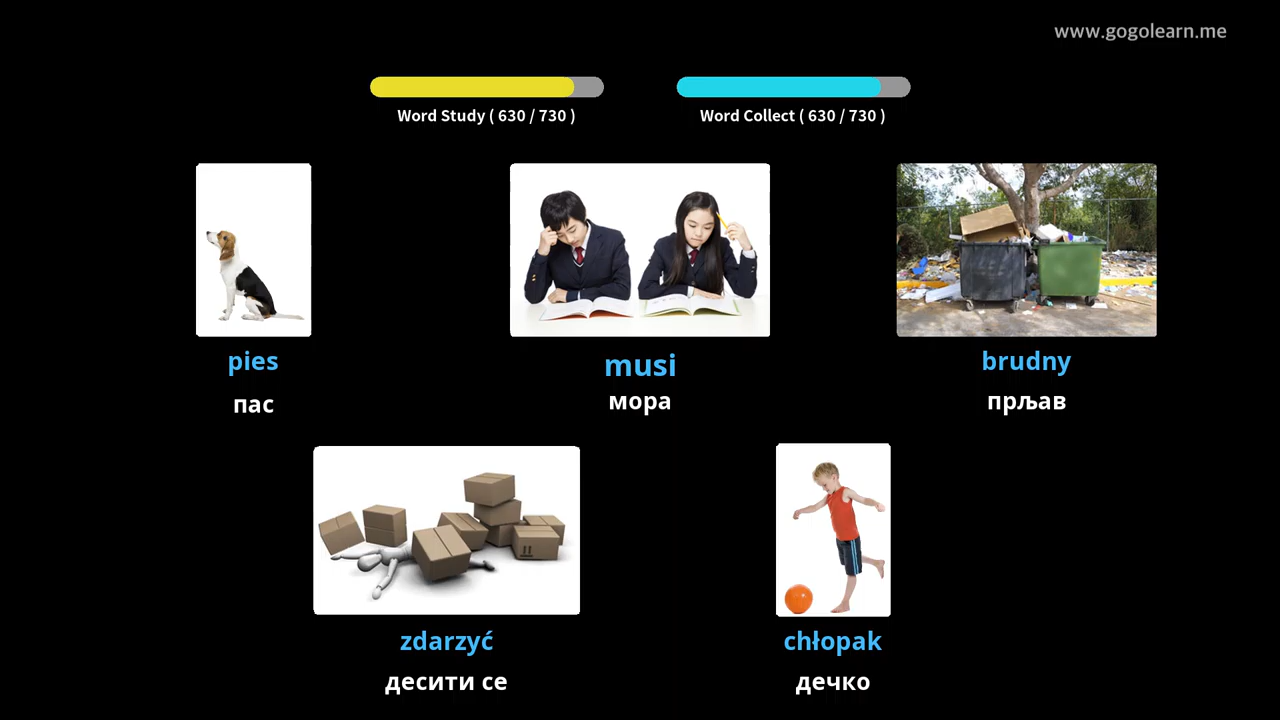 www.gogolearn.me
Word Study ( 630 / 730 )
Word Collect ( 630 / 730 )
pies
пас
musi
мора
brudny
прљав
zdarzyć
десити се
chłopak
дечко